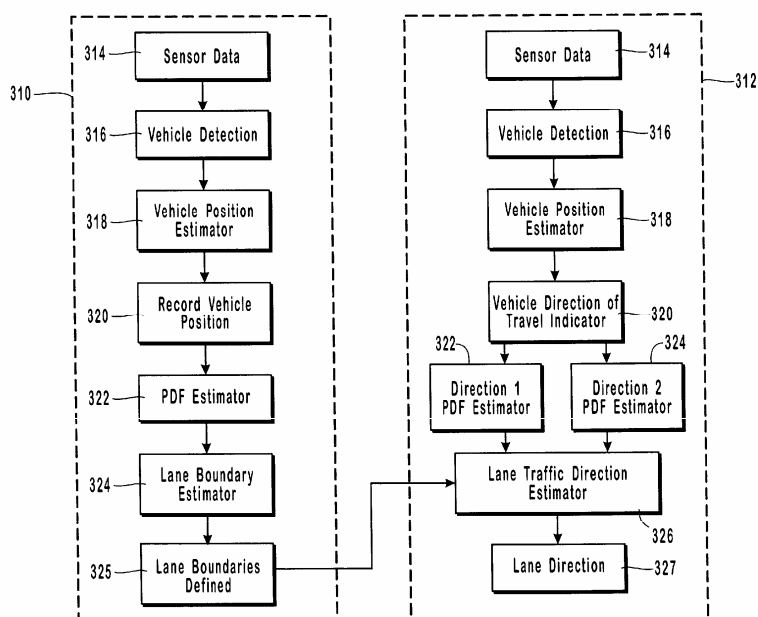 310
314
Sensor Data
316
Vehicle Detection
318
Vehicle Position
Estimator
320
Record Vehicle
Position
322
PDF Estimator
324
Lane Boundary
Estimator
325
Lane Boundaries
Defined
312
Sensor Data
314
Vehicle Detection
316
Vehicle Position
Estimator
318
Vehicle Direction of
Travel Indicator
320
322
Direction 1
PDF Estimator
324
Direction 2
PDF Estimator
Lane Traffic Direction
Estimator
326
Lane Direction
327